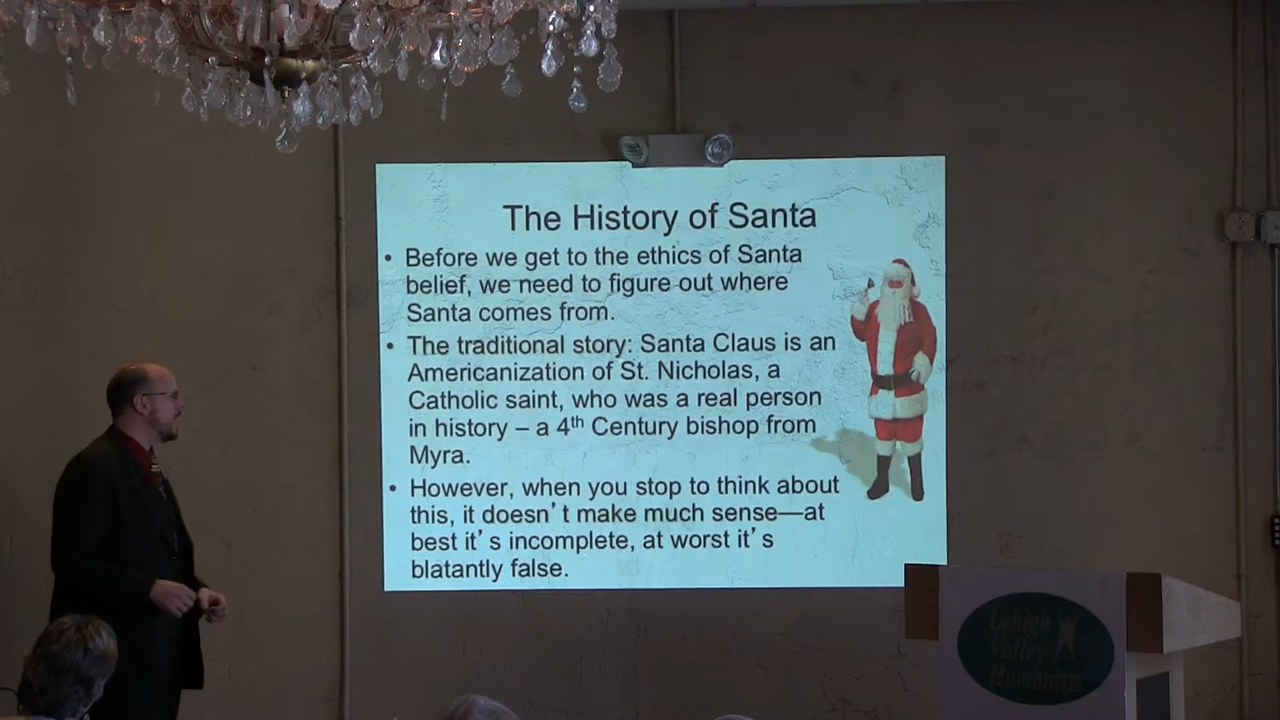 The History of Santa
• Before we get to the ethics of Santa
belief, we need to figure out where
Santa comes from.
• The traditional story: Santa Claus is an
Americanization of St. Nicholas, a
Catholic saint, who was a real person
in history – a 4th Century bishop from
Myra.
• However, when you stop to think about
this, it doesn’t make much sense—at
best it’s incomplete, at worst it’s
blatantly false.
Lehigh
Valley
Humanists